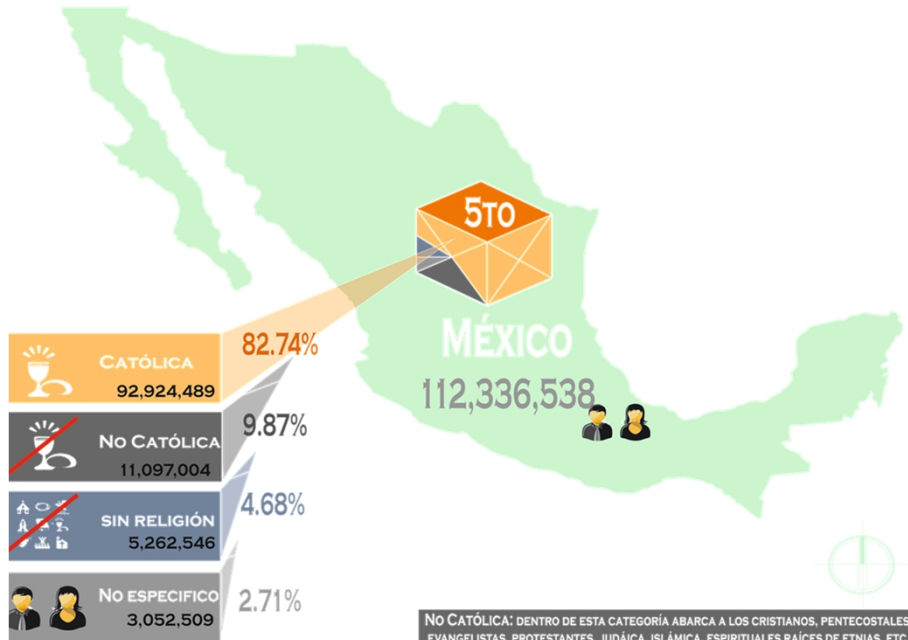 5TO
MÉXICO
112,336,538
CATÓLICA
92,924,489
82.74%
NO CATÓLICA
11,097,004
9.87%
SIN RELIGIÓN
5,262,546
4.68%
NO ESPECIFICO
3,052,509
2.71%
NO CATÓLICA: DENTRO DE ESTA CATEGORÍA ABARCA A LOS CRISTIANOS, PENTECOSTALES
EVANGELISTAS, PROTESTANTES, JUDÁICA, ISLÁMICA, ESPIRITUALES RAÍCES DE ETNIAS, ETC